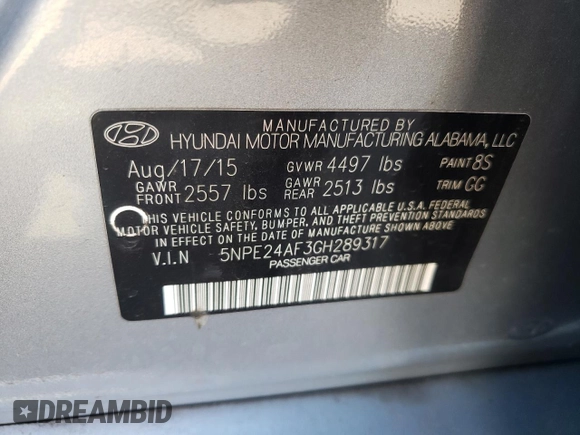 MANUFACTURED BY
HYUNDAI MOTOR MANUFACTURING ALABAMA, LLC
Aug/17/15 GVWR 4497 lbs PAINT 8S
GAWR FRONT 2557 lbs GAWR REAR 2513 lbs TRIM GG
THIS VEHICLE CONFORMS TO ALL APPLICABLE U.S.A. FEDERAL
MOTOR VEHICLE SAFETY, BUMPER, AND THEFT PREVENTION STANDARDS
IN EFFECT ON THE DATE OF MANUFACTURE SHOWN ABOVE.
V.I.N 5NPE24AF3GH289317
PASSENGER CAR
DREAMBID